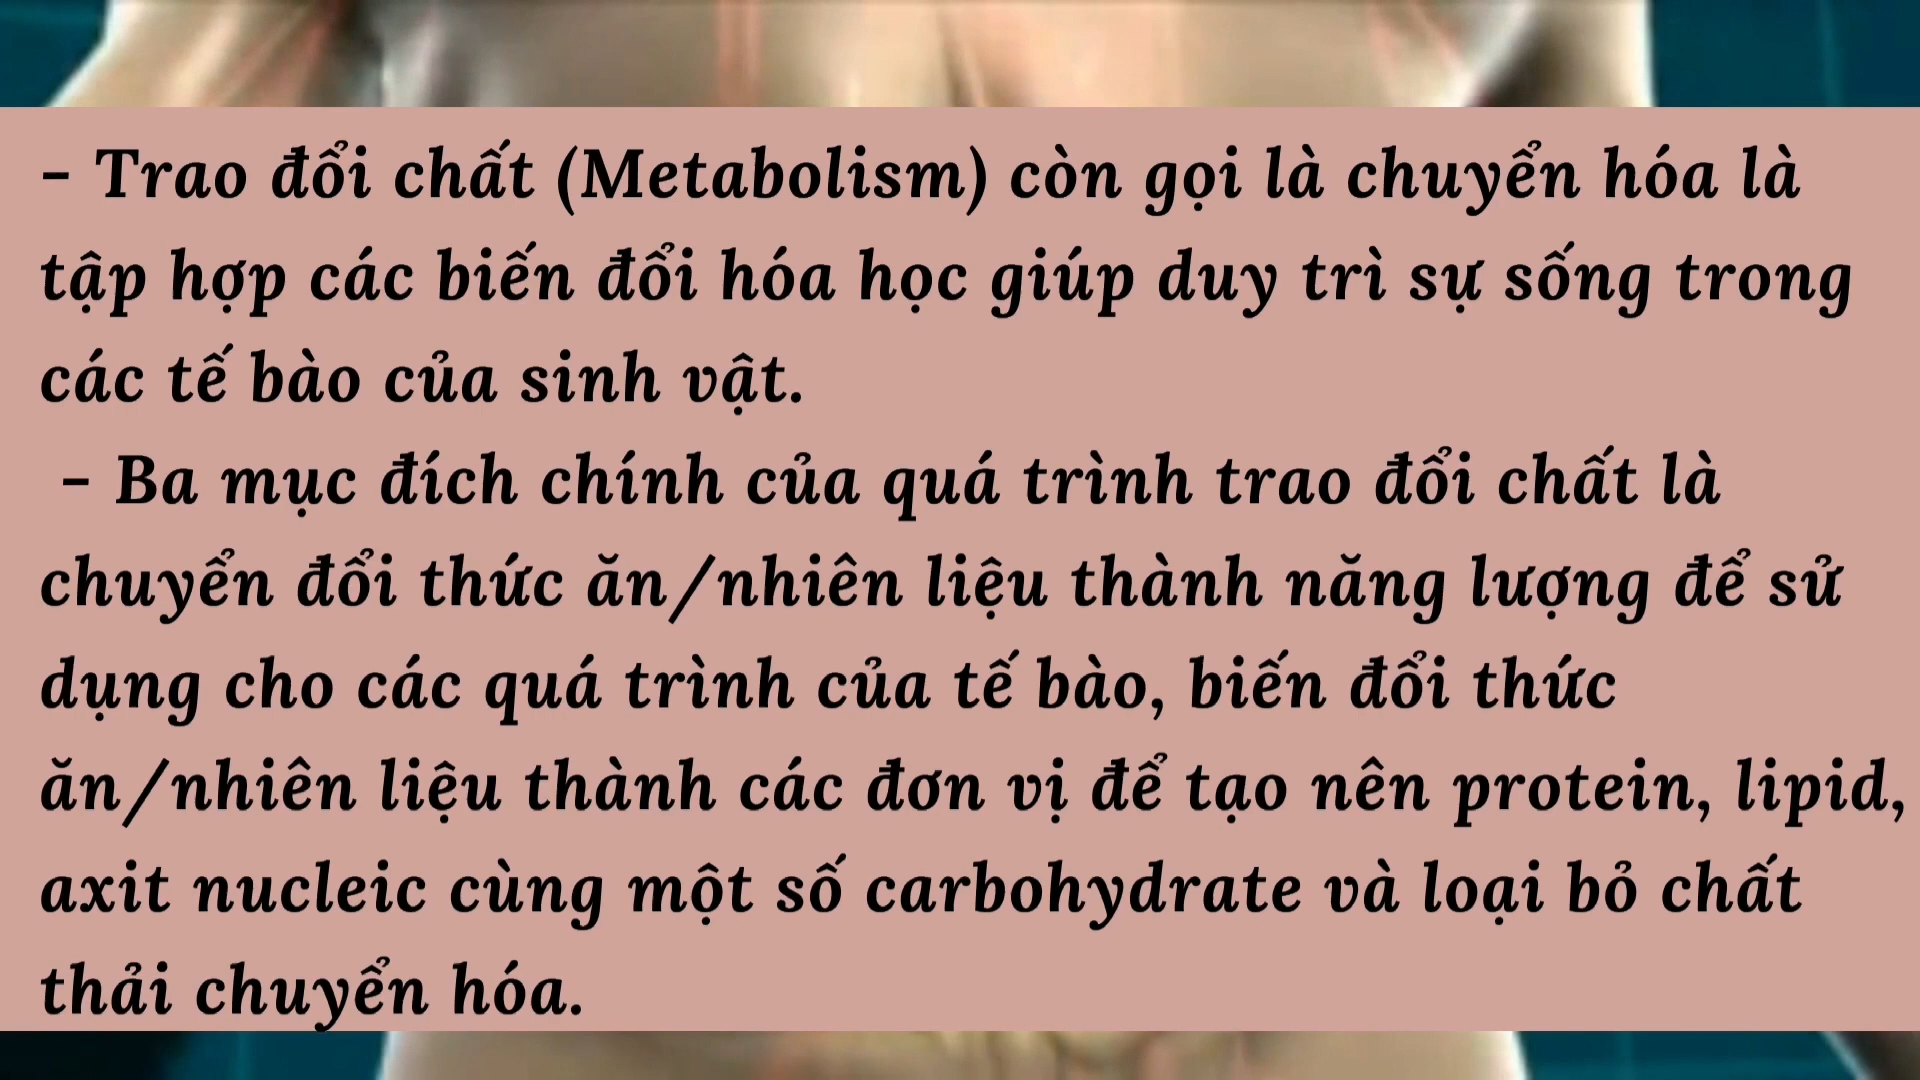 - Trao đổi chất (Metabolism) còn gọi là chuyển hóa là
tập hợp các biến đổi hóa học giúp duy trì sự sống trong
các tế bào của sinh vật.
- Ba mục đích chính của quá trình trao đổi chất là
chuyển đổi thức ăn/nhiên liệu thành năng lượng để sử
dụng cho các quá trình của tế bào, biến đổi thức
ăn/nhiên liệu thành các đơn vị để tạo nên protein, lipid,
axit nucleic cùng một số carbohydrate và loại bỏ chất
thải chuyển hóa.